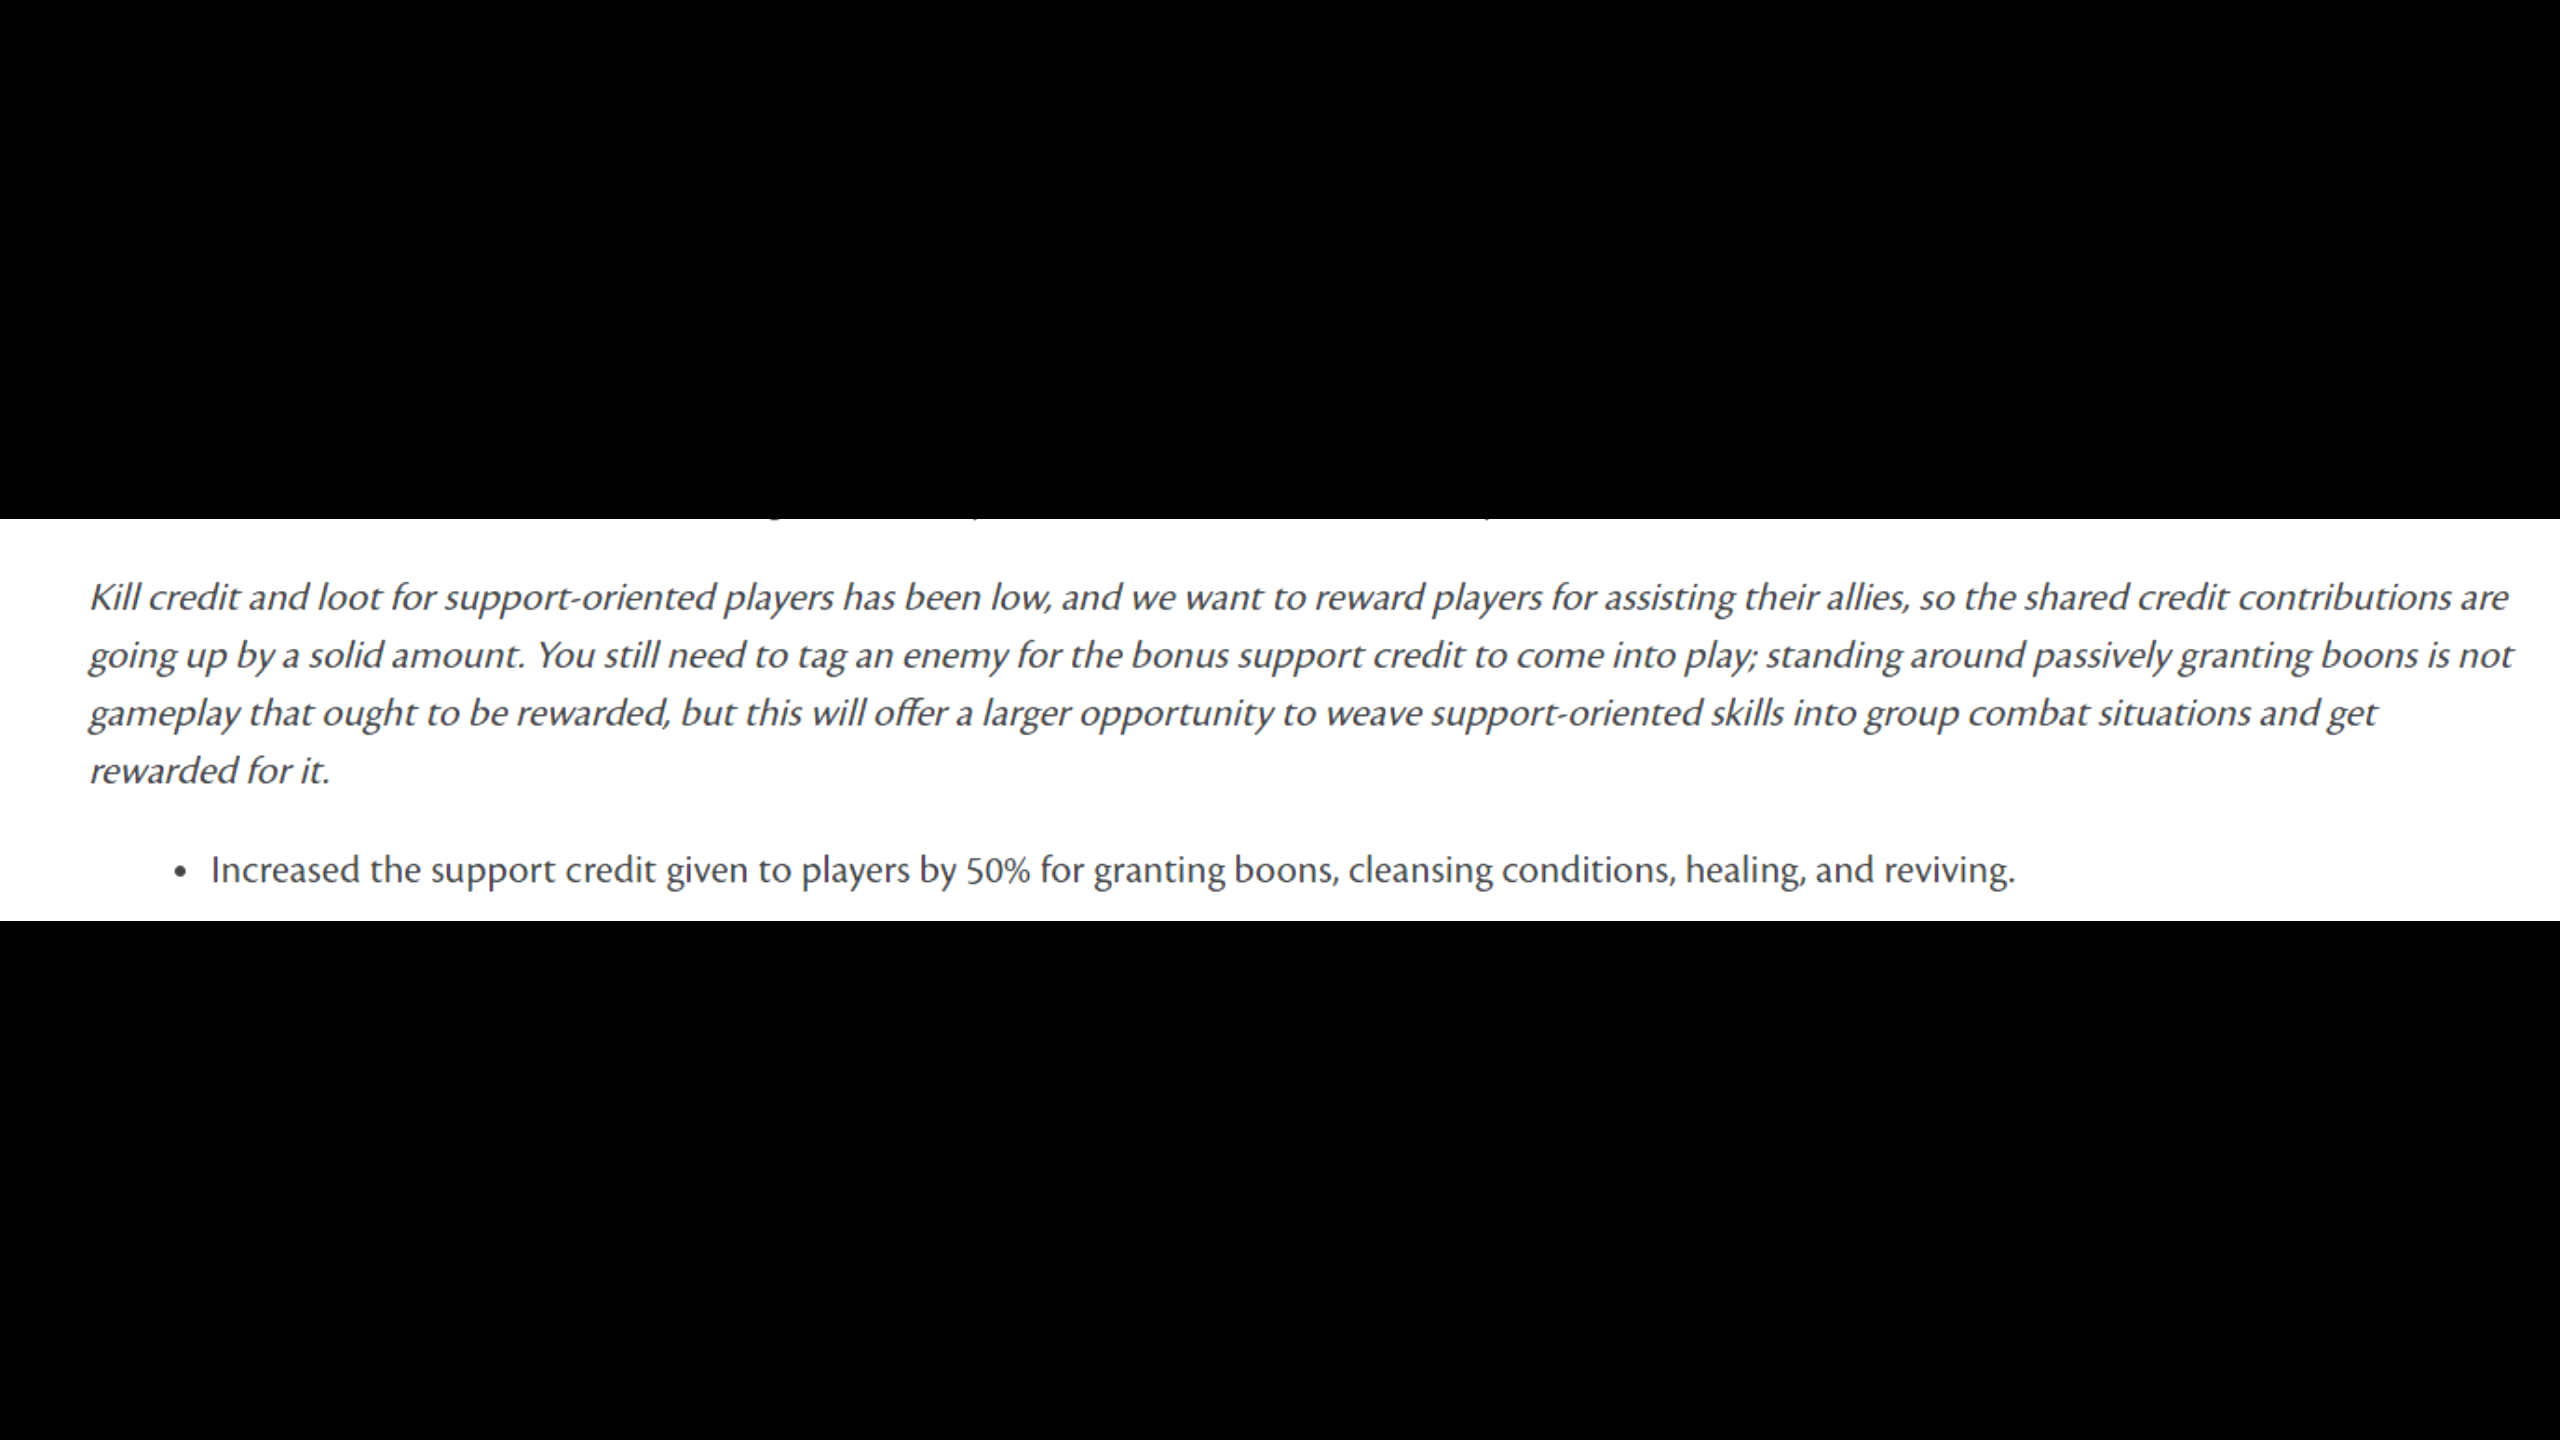 Kill credit and loot for support-oriented players has been low, and we want to reward players for assisting their allies, so the shared credit contributions are
going up by a solid amount. You still need to tag an enemy for the bonus support credit to come into play; standing around passively granting boons is not
gameplay that ought to be rewarded, but this will offer a larger opportunity to weave support-oriented skills into group combat situations and get
rewarded for it.
• Increased the support credit given to players by 50% for granting boons, cleansing conditions, healing, and reviving.